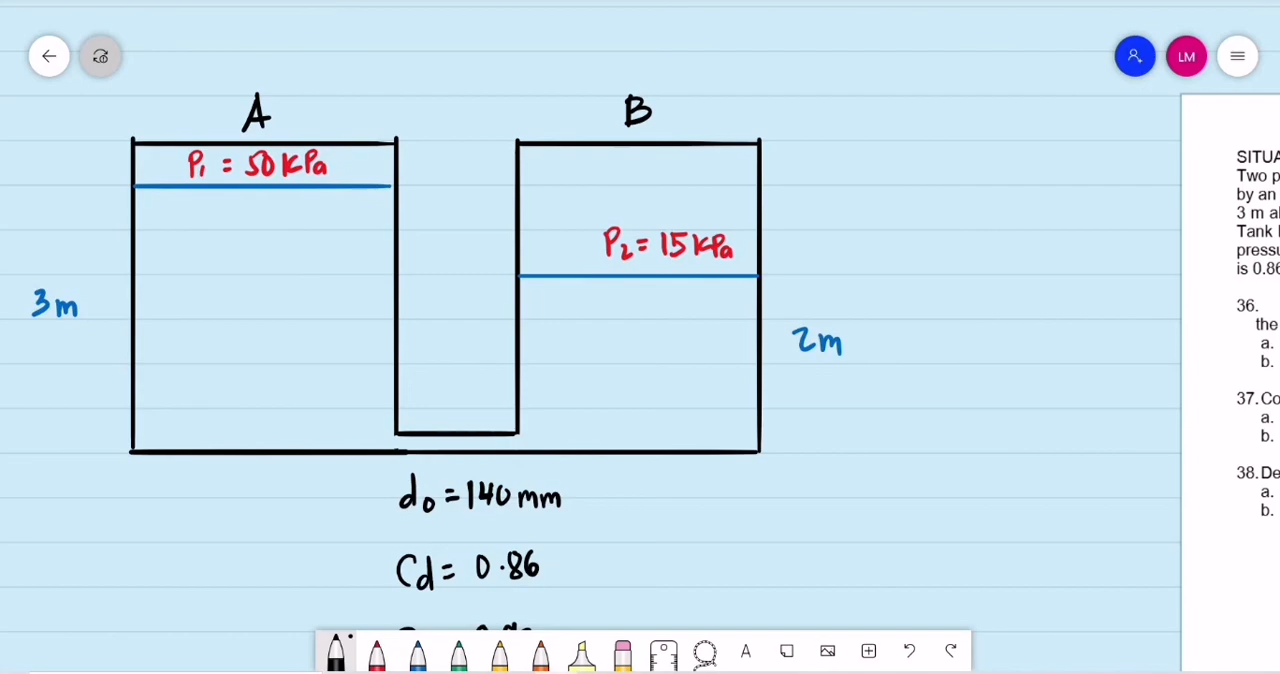 LM
A
B
P1 = 50 KPa
P2 = 15 KPa
3m
2m
do = 140 mm
Cd = 0.86
A
SITUA
Two p
by an
3 m a
Tank
pressu
is 0.86
36.
the
a.
b.
37. Co
a.
b.
38. De
a.
b.